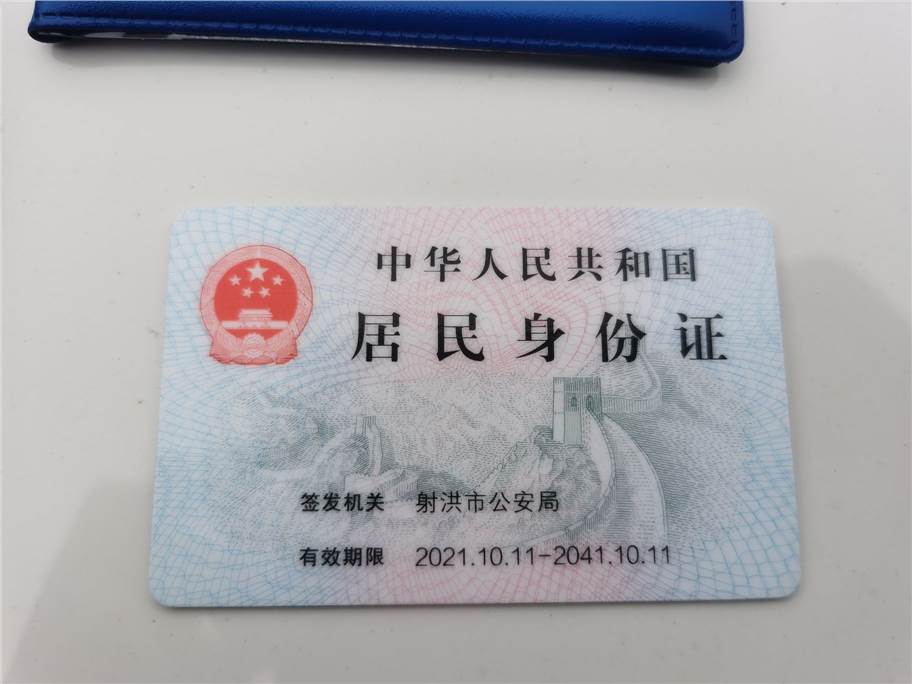 中华人民共和国
居民身份证
签发机关 射洪市公安局
有效期限 2021.10.11-2041.10.11